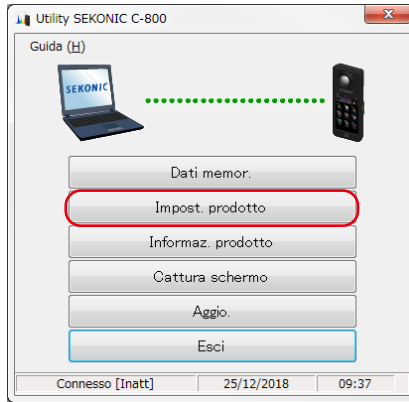 Utility SEKONIC C-800
Guida (H)
SEKONIC
Dati memor.
Impost. prodotto
Informaz. prodotto
Cattura schermo
Aggio.
Esci
Connesso [Inatt] 25/12/2018 09:37